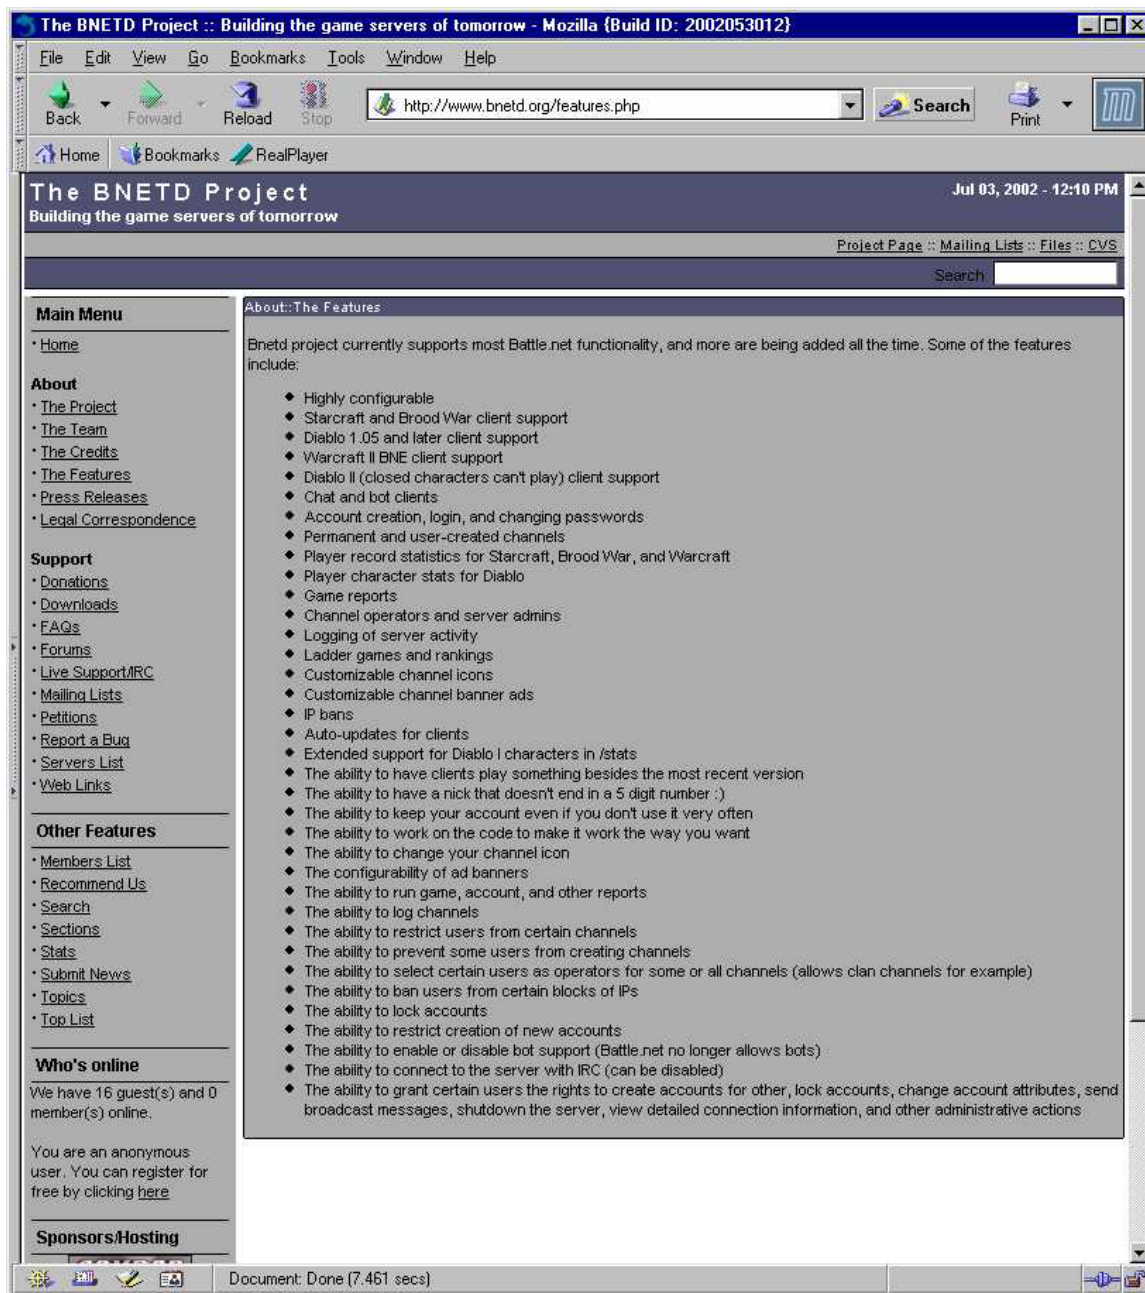 The BNETD Project :: Building the game servers of tomorrow - Mozilla {Build ID: 2002053012}
File Edit View Go Bookmarks Tools Window Help
Back Forward Reload Stop http://www.bnetd.org/features.php Search Print
Home Bookmarks RealPlayer
The BNETD Project
Jul 03, 2002 - 12:10 PM
Building the game servers of tomorrow
Project Page :: Mailing Lists :: Files :: CVS
Search
Main Menu
· Home
About
· The Project
· The Team
· The Credits
· The Features
· Press Releases
· Legal Correspondence
Support
· Donations
· Downloads
· FAQs
· Forums
· Live Support/IRC
· Mailing Lists
· Petitions
· Report a Bug
· Servers List
· Web Links
Other Features
· Members List
· Recommend Us
· Search
· Sections
· Stats
· Submit News
· Topics
· Top List
Who's online
We have 16 guest(s) and 0
member(s) online.
You are an anonymous
user. You can register for
free by clicking here
Sponsors/Hosting
About::The Features
Bnetd project currently supports most Battle.net functionality, and more are being added all the time. Some of the features
include:
◆ Highly configurable
◆ Starcraft and Brood War client support
◆ Diablo 1.05 and later client support
◆ Warcraft II BNE client support
◆ Diablo II (closed characters can't play) client support
◆ Chat and bot clients
◆ Account creation, login, and changing passwords
◆ Permanent and user-created channels
◆ Player record statistics for Starcraft, Brood War, and Warcraft
◆ Player character stats for Diablo
◆ Game reports
◆ Channel operators and server admins
◆ Logging of server activity
◆ Ladder games and rankings
◆ Customizable channel icons
◆ Customizable channel banner ads
◆ IP bans
◆ Auto-updates for clients
◆ Extended support for Diablo I characters in /stats
◆ The ability to have clients play something besides the most recent version
◆ The ability to have a nick that doesn't end in a 5 digit number :)
◆ The ability to keep your account even if you don't use it very often
◆ The ability to work on the code to make it work the way you want
◆ The ability to change your channel icon
◆ The configurability of ad banners
◆ The ability to run game, account, and other reports
◆ The ability to log channels
◆ The ability to restrict users from certain channels
◆ The ability to prevent some users from creating channels
◆ The ability to select certain users as operators for some or all channels (allows clan channels for example)
◆ The ability to ban users from certain blocks of IPs
◆ The ability to lock accounts
◆ The ability to restrict creation of new accounts
◆ The ability to enable or disable bot support (Battle.net no longer allows bots)
◆ The ability to connect to the server with IRC (can be disabled)
◆ The ability to grant certain users the rights to create accounts for other, lock accounts, change account attributes, send
broadcast messages, shutdown the server, view detailed connection information, and other administrative actions
Document: Done (7.461 secs)